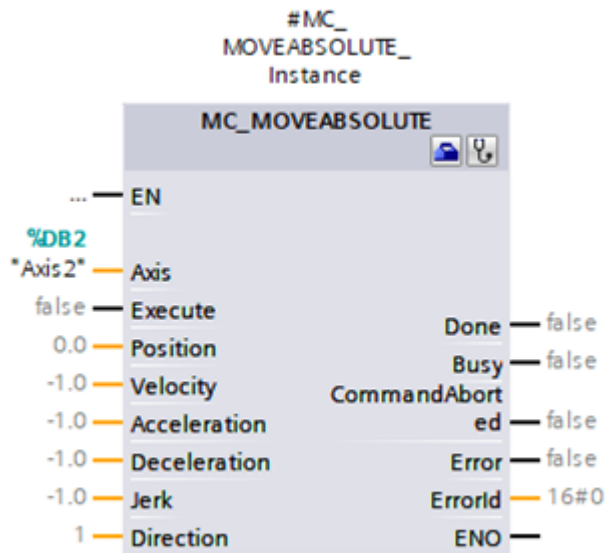 #MC_
MOVEABSOLUTE_
Instance
MC_MOVEABSOLUTE
... EN
%DB2
"Axis2" Axis
false Execute
Done false
0.0 Position
Busy false
-1.0 Velocity
CommandAbort
ed false
-1.0 Acceleration
-1.0 Deceleration
Error false
-1.0 Jerk
ErrorId 16#0
1 Direction
ENO